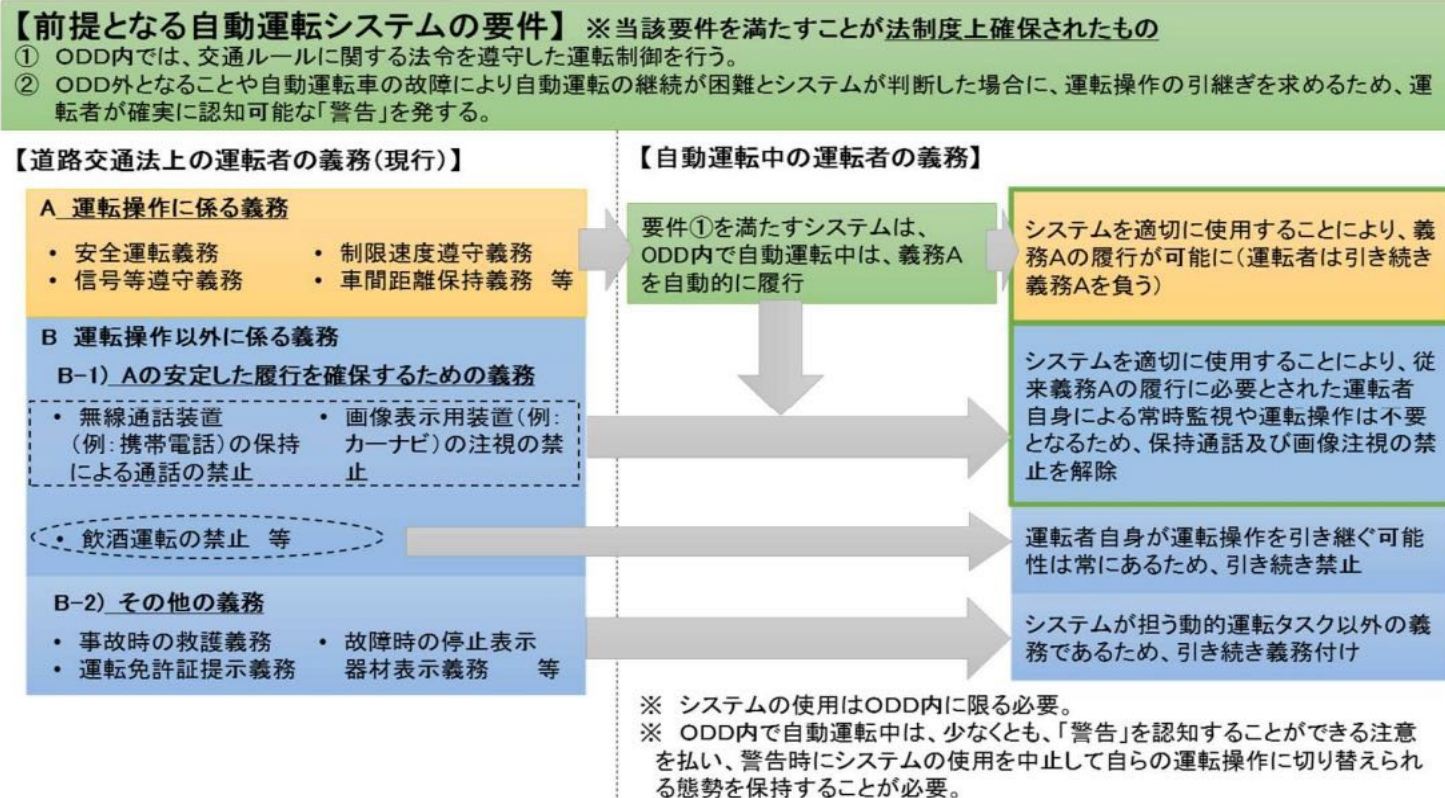 【前提となる自動運転システムの要件】 ※当該要件を満たすことが法制度上確保されたもの
① ODD内では、交通ルールに関する法令を遵守した運転制御を行う。
② ODD外となることや自動運転車の故障により自動運転の継続が困難とシステムが判断した場合に、運転操作の引継ぎを求めるため、運
転者が確実に認知可能な「警告」を発する。
【道路交通法上の運転者の義務(現行)】
A 運転操作に係る義務
• 安全運転義務
• 制限速度遵守義務
• 信号等遵守義務
• 車間距離保持義務 等
B 運転操作以外に係る義務
B-1) Aの安定した履行を確保するための義務
• 無線通話装置
(例:携帯電話)の保持
による通話の禁止
• 画像表示用装置(例:
カーナビ)の注視の禁
止
• 飲酒運転の禁止 等
B-2) その他の義務
• 事故時の救護義務
• 運転免許証提示義務
• 故障時の停止表示
器材表示義務 等
【自動運転中の運転者の義務】
要件①を満たすシステムは、
ODD内で自動運転中は、義務A
を自動的に履行
システムを適切に使用することにより、義
務Aの履行が可能に(運転者は引き続き
義務Aを負う)
システムを適切に使用することにより、従
来義務Aの履行に必要とされた運転者
自身による常時監視や運転操作は不要
となるため、保持通話及び画像注視の禁
止を解除
運転者自身が運転操作を引き継ぐ可能
性は常にあるため、引き続き禁止
システムが担う動的運転タスク以外の義
務であるため、引き続き義務付け
※ システムの使用はODD内に限る必要。
※ ODD内で自動運転中は、少なくとも、「警告」を認知することができる注意
を払い、警告時にシステムの使用を中止して自らの運転操作に切り替えられ
る態勢を保持することが必要。